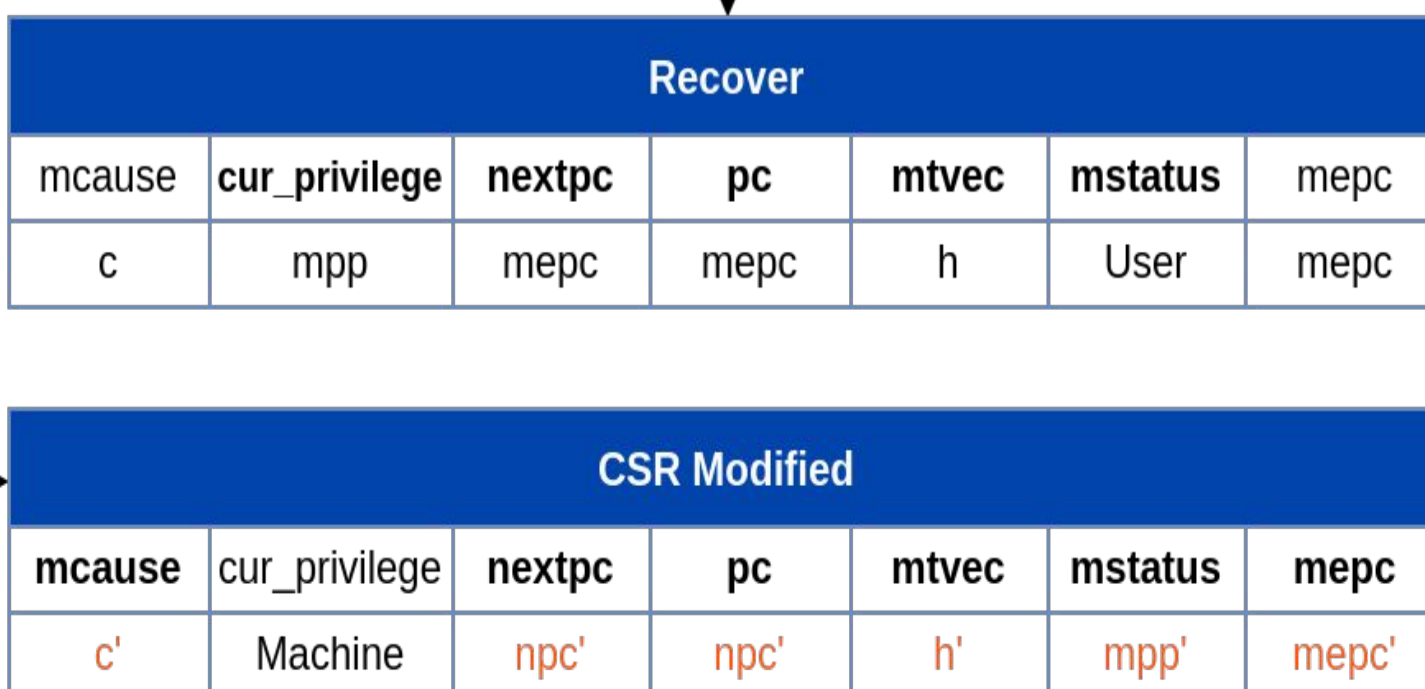 Recover
mcause cur_privilege nextpc pc mtvec mstatus mepc
c mpp mepc mepc h User mepc
CSR Modified
mcause cur_privilege nextpc pc mtvec mstatus mepc
c' Machine npc' npc' h' mpp' mepc'